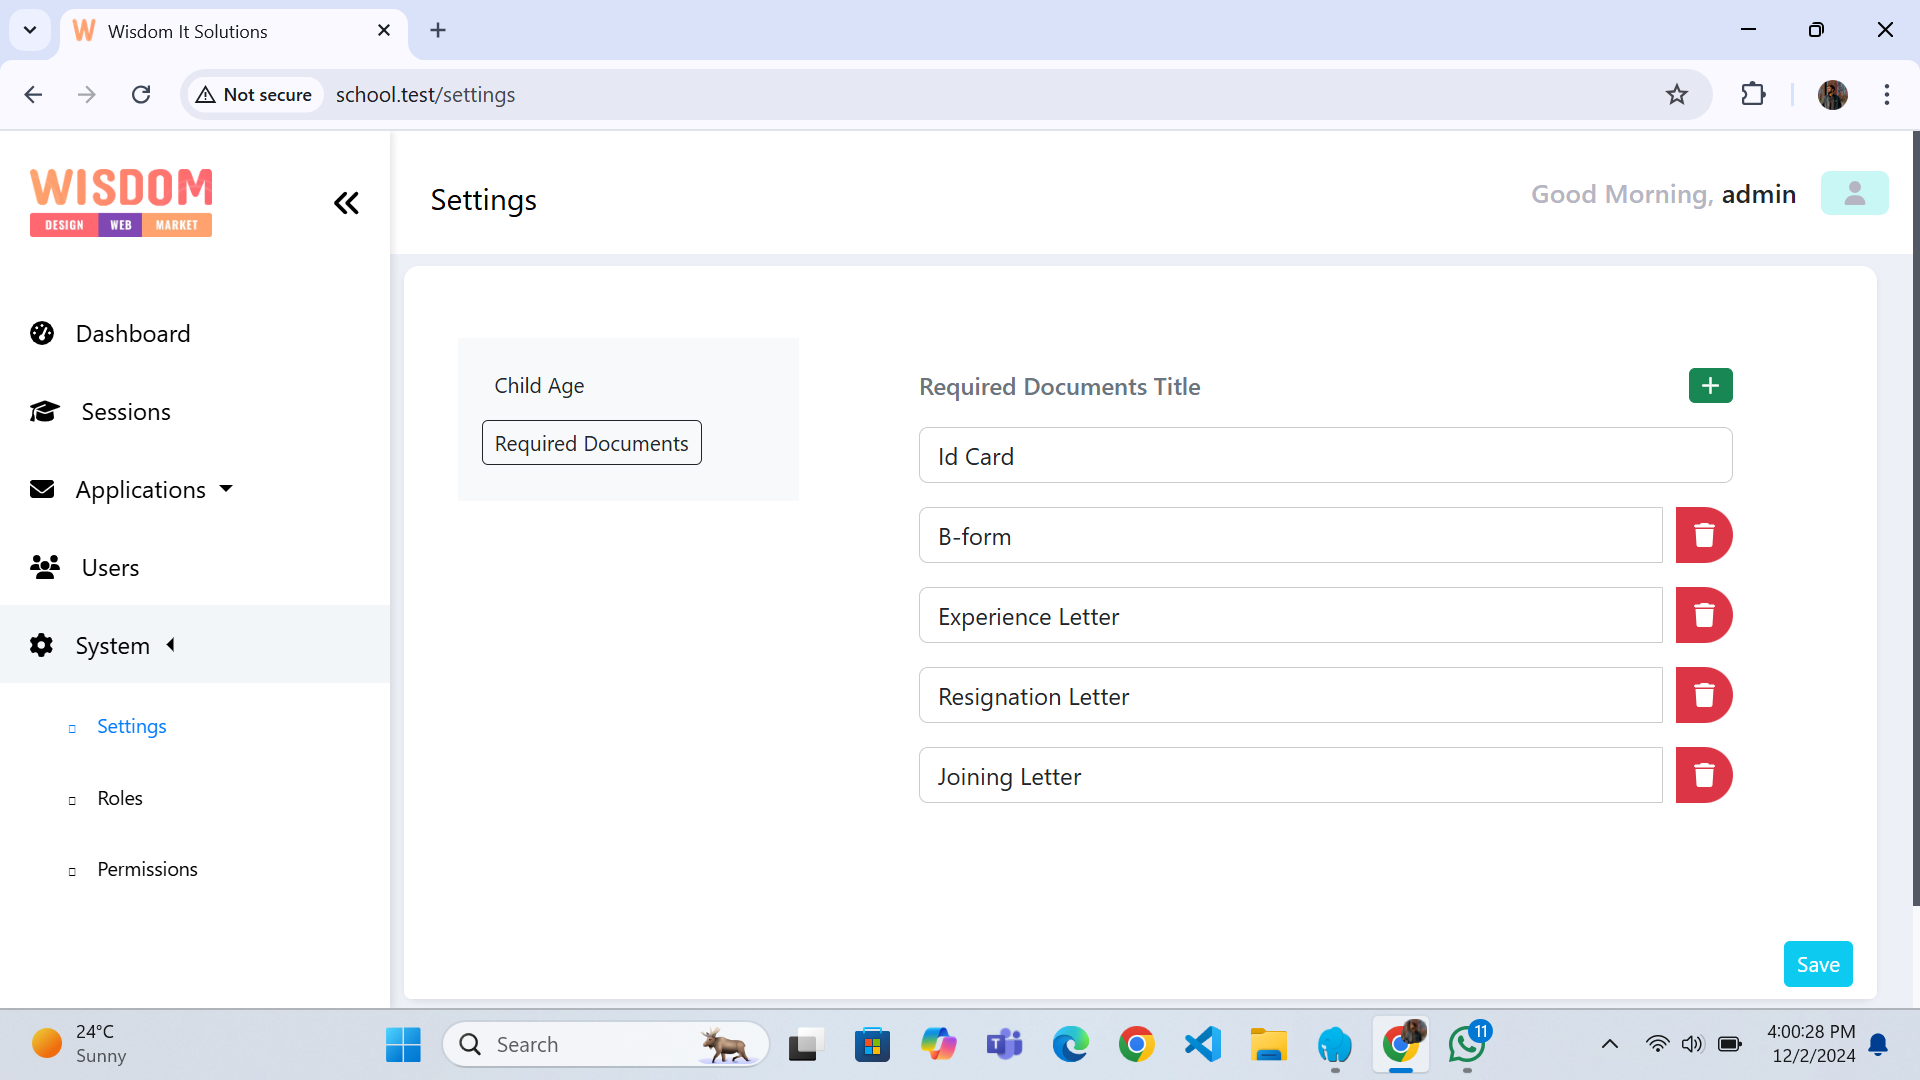 Wisdom It Solutions
Not secure
school.test/settings
WISDOM
DESIGN WEB MARKET
Settings
Good Morning, admin
Dashboard
Sessions
Applications
Users
System
Settings
Roles
Permissions
Child Age
Required Documents
Required Documents Title
Id Card
B-form
Experience Letter
Resignation Letter
Joining Letter
Save
24°C
Sunny
Search
11
4:00:28 PM
12/2/2024